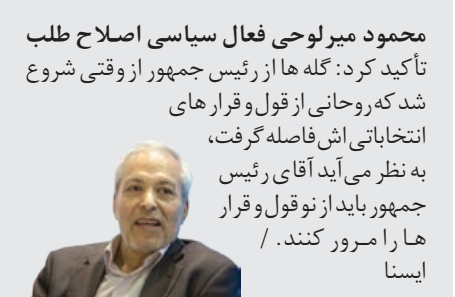 محمود میرلوحی فعال سیاسی اصلاح طلب
تأکید کرد: گله ها از رئیس جمهور از وقتی شروع
شد که روحانی از قول و قرار های
انتخاباتی اش فاصله گرفت،
به نظر می آید آقای رئیس
جمهور باید از نو قول و قرار
ها را مـرور کنند. /
ایسنا